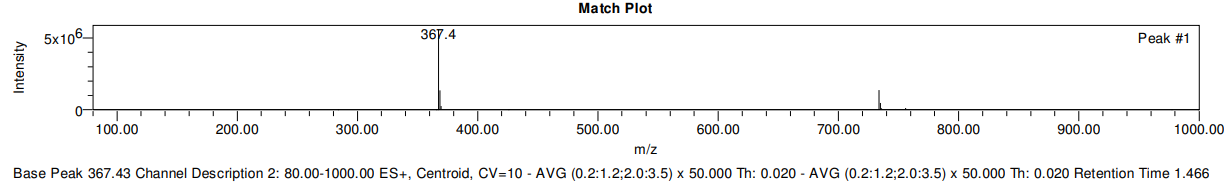 Match Plot
5x10⁶
367.4
Peak #1
Intensity
0
100.00 200.00 300.00 400.00 500.00 600.00 700.00 800.00 900.00 1000.00
m/z
Base Peak 367.43 Channel Description 2: 80.00-1000.00 ES+, Centroid, CV=10 - AVG (0.2:1.2;2.0:3.5) x 50.000 Th: 0.020 - AVG (0.2:1.2;2.0:3.5) x 50.000 Th: 0.020 Retention Time 1.466